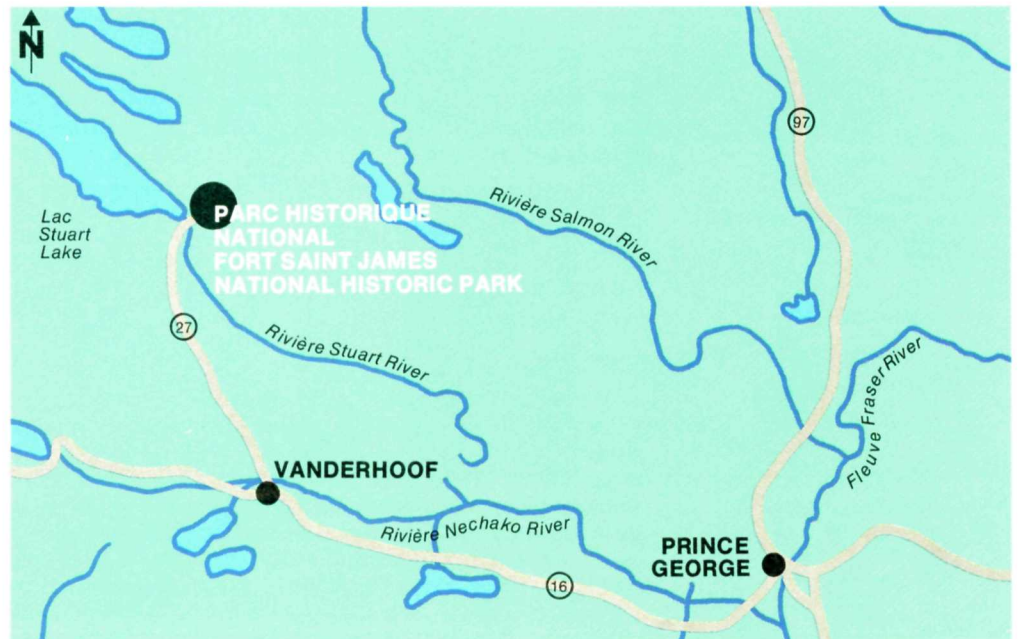 N
97
Lac
Stuart
Lake
PARC HISTORIQUE
NATIONAL
FORT SAINT JAMES
NATIONAL HISTORIC PARK
Rivière Salmon River
27
Rivière Stuart River
Fleuve Fraser River
VANDERHOOF
Rivière Nechako River
PRINCE
GEORGE
16